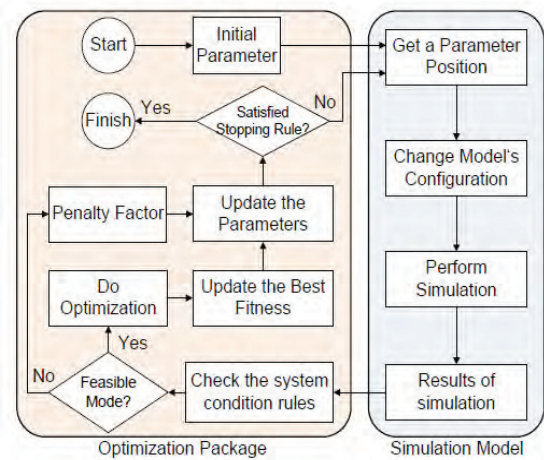 Start
Initial
Parameter
Get a Parameter
Position
Finish
Yes
Satisfied
Stopping Rule?
No
Change Model's
Configuration
Penalty Factor
Update the
Parameters
Do
Optimization
Update the Best
Fitness
Perform
Simulation
Yes
No
Feasible
Mode?
Check the system
condition rules
Results of
simulation
Optimization Package
Simulation Model